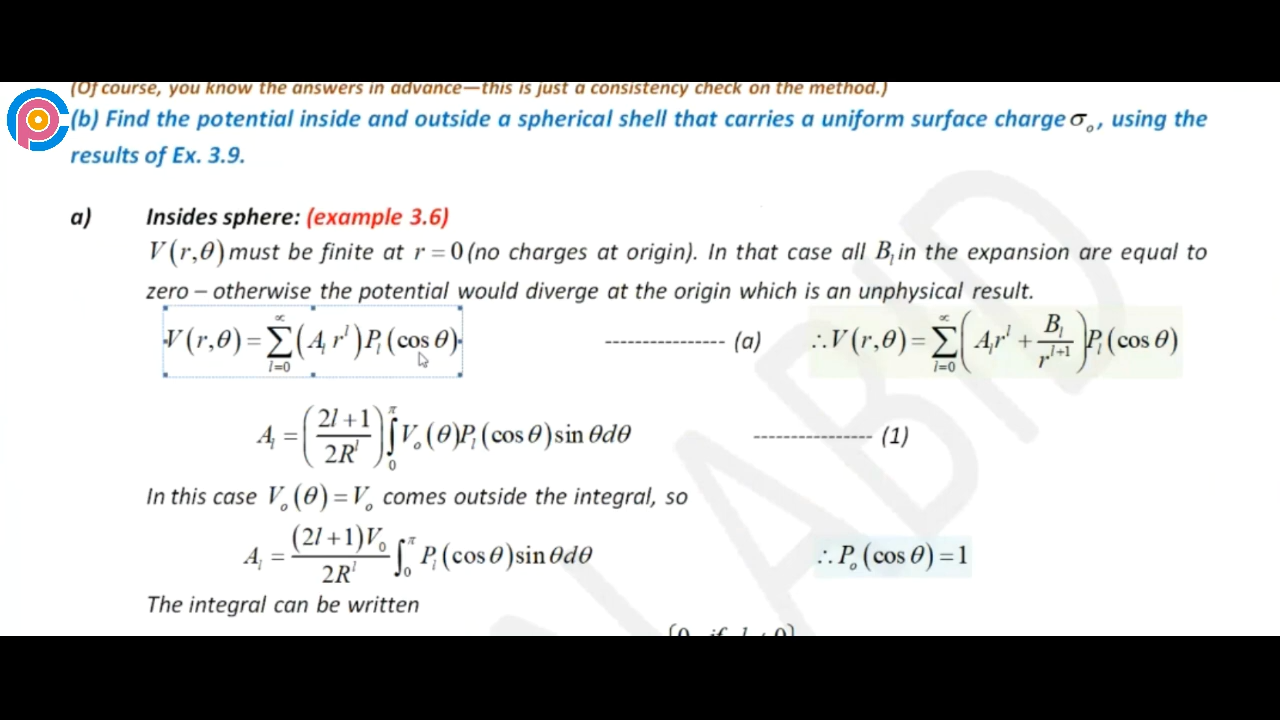 (Of course, you know the answers in advance—this is just a consistency check on the method.)
(b) Find the potential inside and outside a spherical shell that carries a uniform surface charge σₒ, using the
results of Ex. 3.9.
a) Insides sphere: (example 3.6)
V(r,θ) must be finite at r = 0 (no charges at origin). In that case all Bₗ in the expansion are equal to
zero – otherwise the potential would diverge at the origin which is an unphysical result.
V(r,θ) = ∑_{l=0}^{∝} (Aₗ rˡ) Pₗ (cos θ) ---------------- (a) ∴V(r,θ) = ∑_{l=0}^{∝} (Aₗrˡ + Bₗ/r^{l+1}) Pₗ (cos θ)
Aₗ = ((2l+1)/(2Rˡ)) ∫₀^π Vₒ(θ)Pₗ(cosθ)sin θdθ ---------------- (1)
In this case Vₒ(θ) = Vₒ comes outside the integral, so
Aₗ = ((2l+1)V₀)/(2Rˡ) ∫₀^π Pₗ(cosθ)sinθdθ ∴Pₒ(cosθ) = 1
The integral can be written